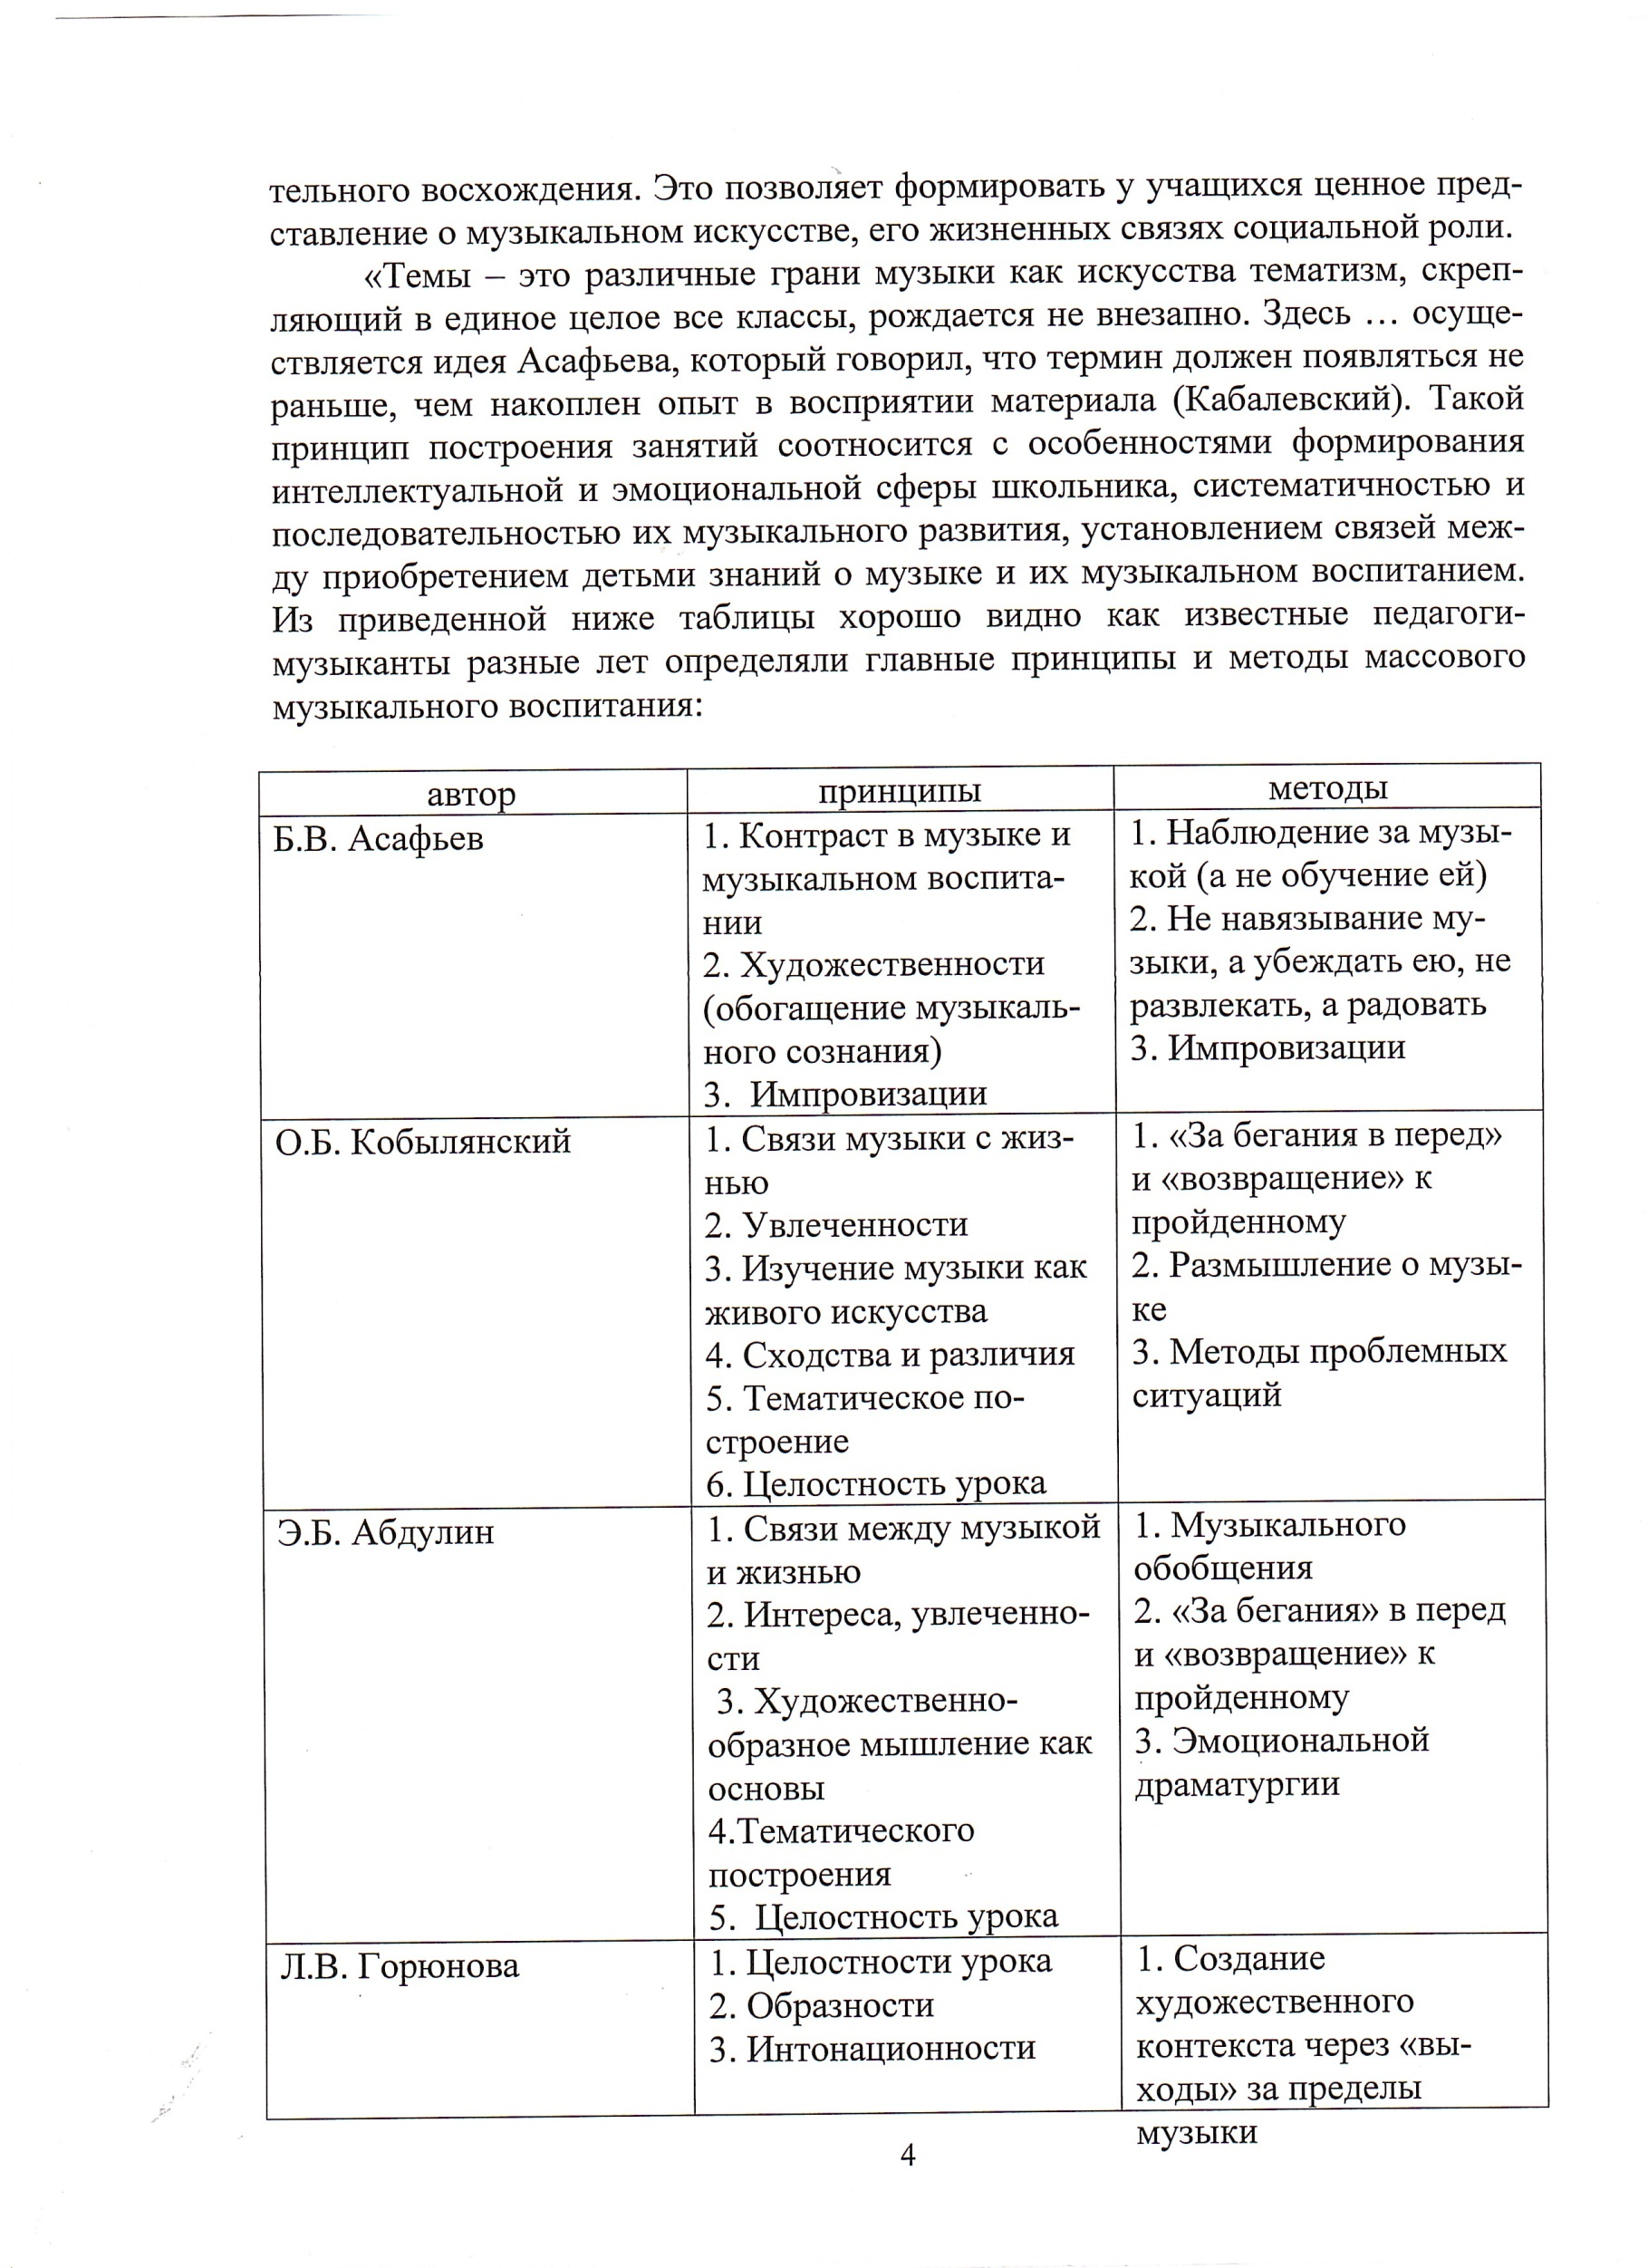 тельного восхождения. Это позволяет формировать у учащихся ценное пред-
ставление о музыкальном искусстве, его жизненных связях социальной роли.
«Темы – это различные грани музыки как искусства тематизм, скреп-
ляющий в единое целое все классы, рождается не внезапно. Здесь … осуще-
ствляется идея Асафьева, который говорил, что термин должен появляться не
раньше, чем накоплен опыт в восприятии материала (Кабалевский). Такой
принцип построения занятий соотносится с особенностями формирования
интеллектуальной и эмоциональной сферы школьника, систематичностью и
последовательностью их музыкального развития, установлением связей меж-
ду приобретением детьми знаний о музыке и их музыкальном воспитанием.
Из приведенной ниже таблицы хорошо видно как известные педагоги-
музыканты разные лет определяли главные принципы и методы массового
музыкального воспитания:
автор
принципы
методы
Б.В. Асафьев
1. Контраст в музыке и
музыкальном воспита-
нии
2. Художественности
(обогащение музыкаль-
ного сознания)
3. Импровизации
1. Наблюдение за музы-
кой (а не обучение ей)
2. Не навязывание му-
зыки, а убеждать ею, не
развлекать, а радовать
3. Импровизации
О.Б. Кобылянский
1. Связи музыки с жиз-
нью
2. Увлеченности
3. Изучение музыки как
живого искусства
4. Сходства и различия
5. Тематическое по-
строение
6. Целостность урока
1. «За бегания в перед»
и «возвращение» к
пройденному
2. Размышление о музы-
ке
3. Методы проблемных
ситуаций
Э.Б. Абдулин
1. Связи между музыкой
и жизнью
2. Интереса, увлеченно-
сти
3. Художественно-
образное мышление как
основы
4.Тематического
построения
5. Целостность урока
1. Музыкального
обобщения
2. «За бегания» в перед
и «возвращение» к
пройденному
3. Эмоциональной
драматургии
Л.В. Горюнова
1. Целостности урока
2. Образности
3. Интонационности
1. Создание
художественного
контекста через «вы-
ходы» за пределы
музыки
4